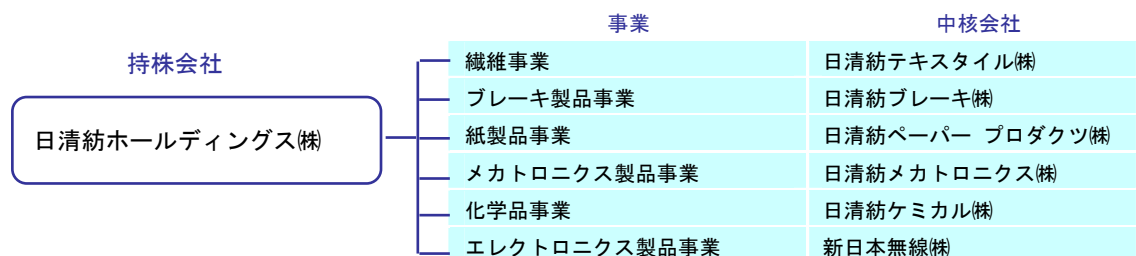 事業 中核会社
持株会社
日清紡ホールディングス㈱
繊維事業 日清紡テキスタイル㈱
ブレーキ製品事業 日清紡ブレーキ㈱
紙製品事業 日清紡ペーパー プロダクツ㈱
メカトロニクス製品事業 日清紡メカトロニクス㈱
化学品事業 日清紡ケミカル㈱
エレクトロニクス製品事業 新日本無線㈱